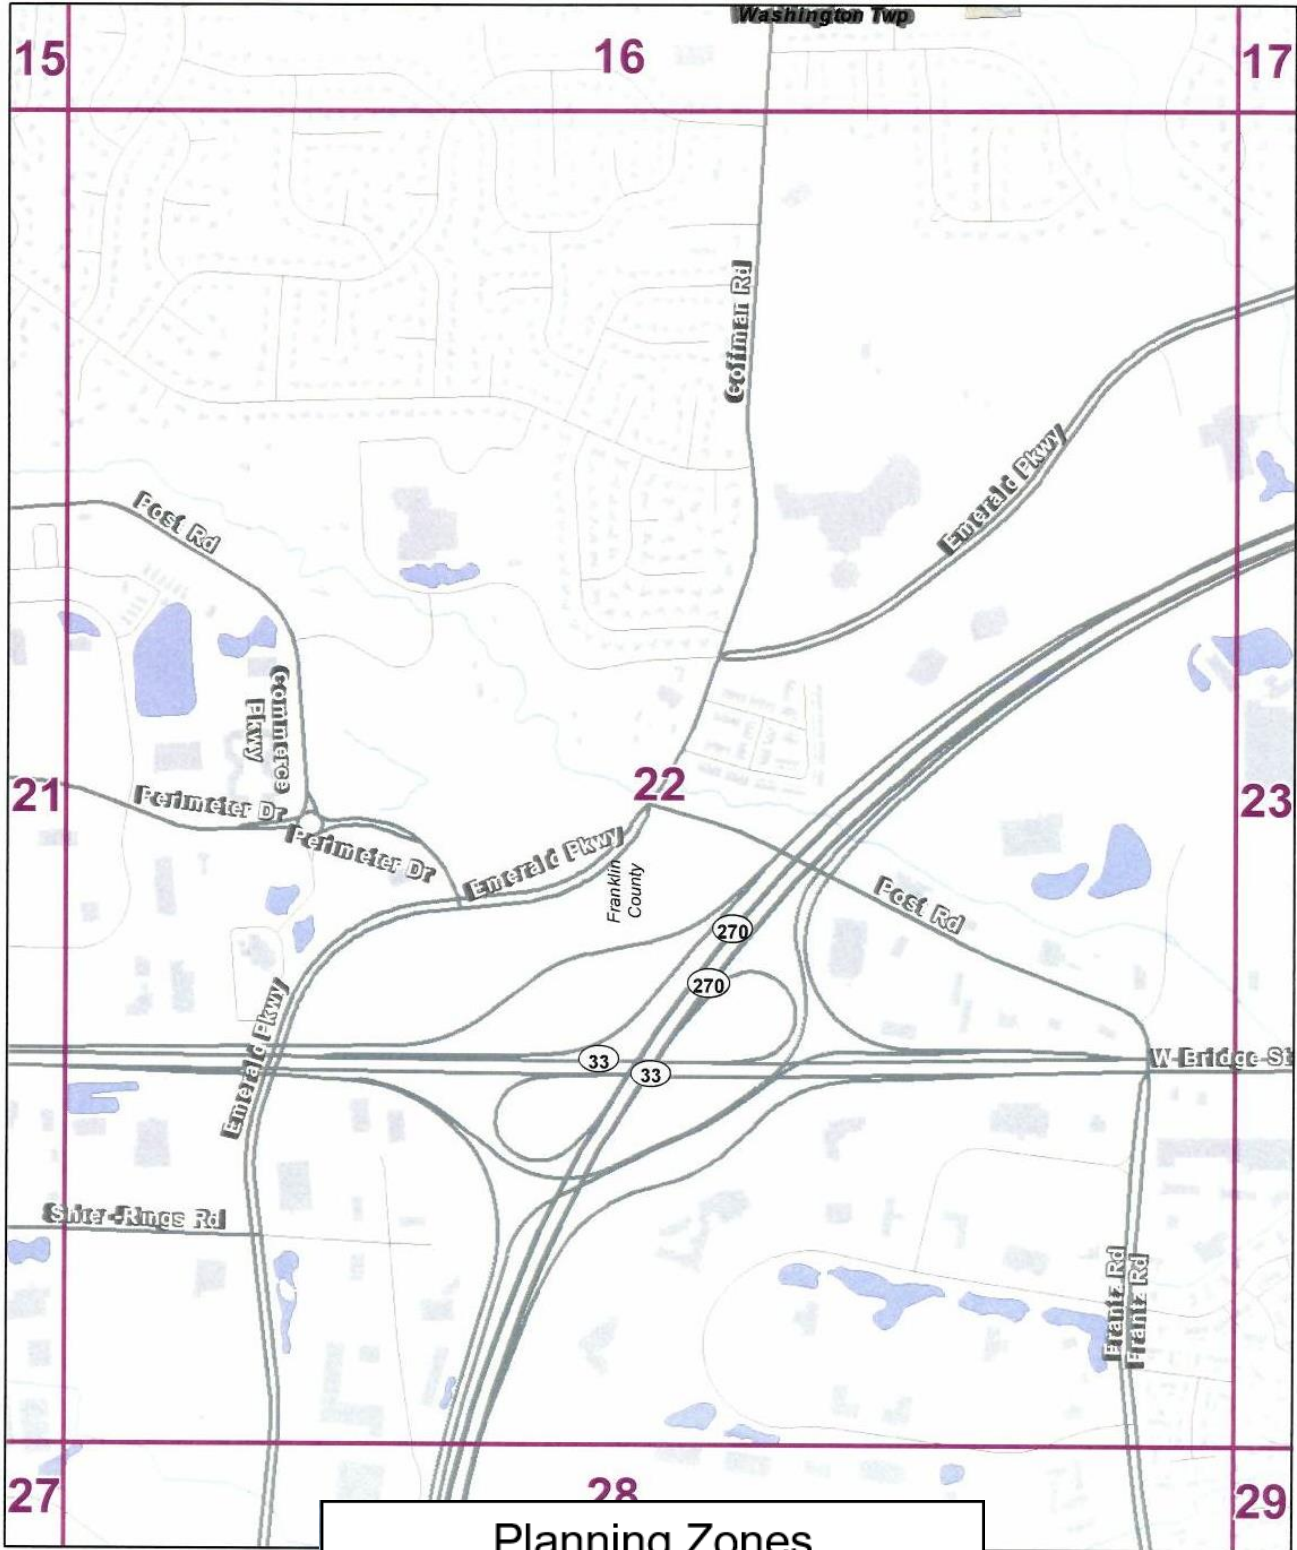 Washington Twp
15
16
17
Coffman Rd
Emerald Pkwy
Post Rd
Commerce
Pkwy
21
22
23
Perimeter Dr
Perimeter Dr
Emerald Pkwy
Franklin
County
Post Rd
270
270
Emerald Pkwy
33
33
W Bridge St
Shier-Rings Rd
Frantz Rd
Frantz Rd
27
28
29
Planning Zones